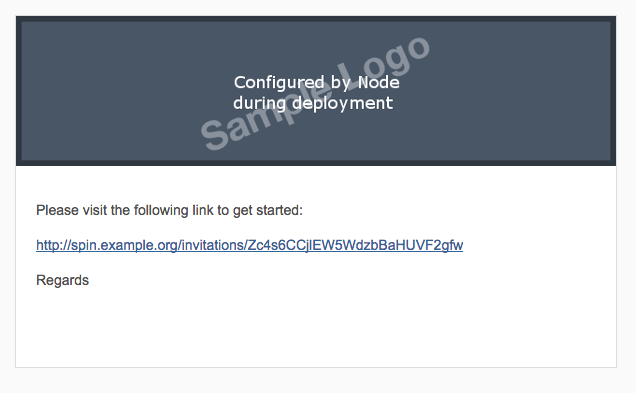 Sample Logo
Configured by Node
during deployment
Please visit the following link to get started:
http://spin.example.org/invitations/Zc4s6CCjlEW5WdzbBaHUVF2gfw
Regards